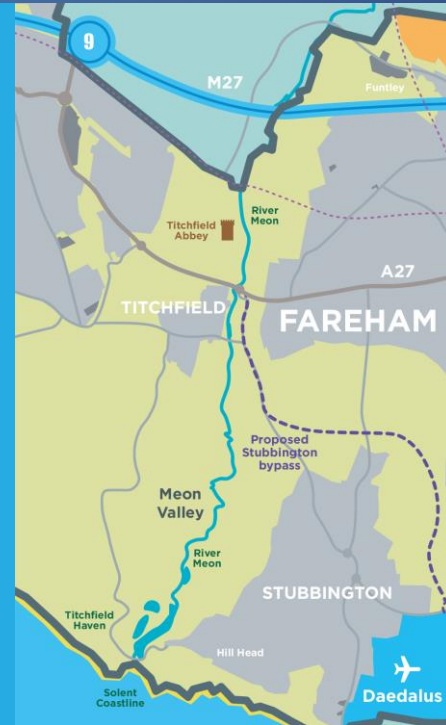 9
M27
Funtley
River
Meon
Titchfield
Abbey
A27
TITCHFIELD
FAREHAM
Proposed
Stubbington
bypass
Meon
Valley
River
Meon
STUBBINGTON
Titchfield
Haven
Hill Head
Solent
Coastline
Daedalus